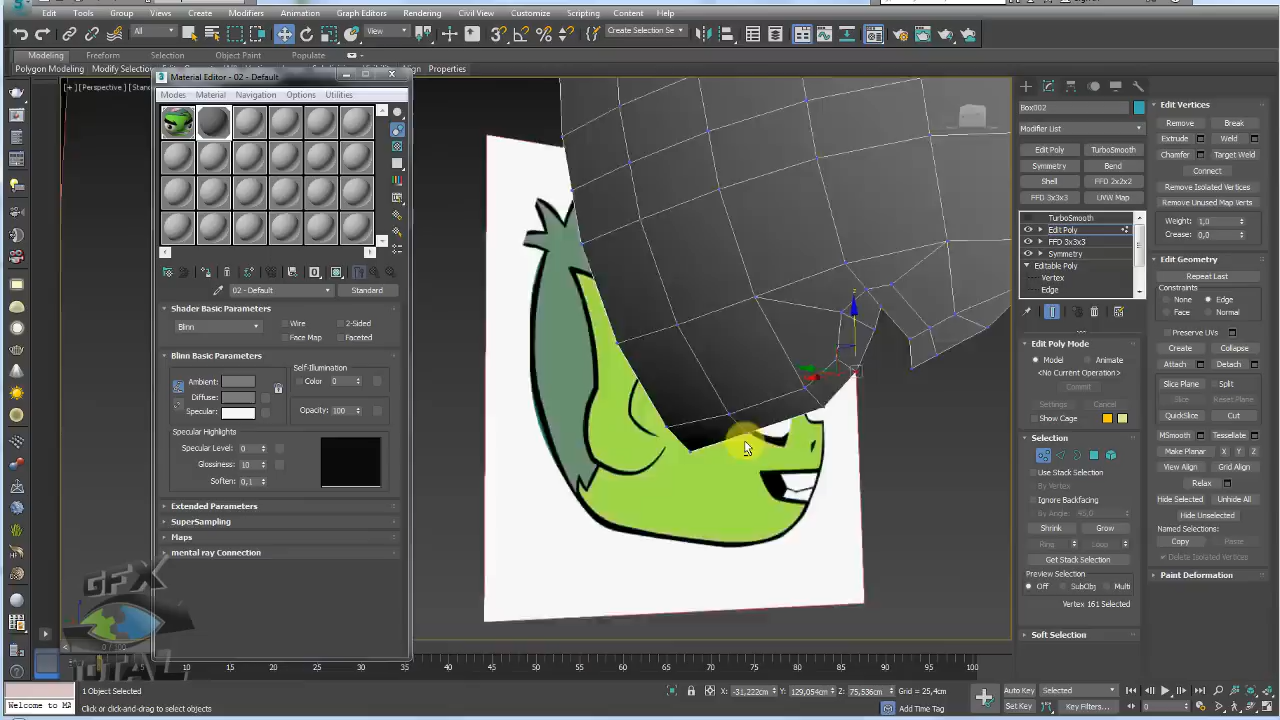 Edit Tools Group Views Create Modifiers Animation Graph Editors Rendering Civil View Customize Scripting Content Help
All View Create Selection Se
Modeling Freeform Selection Object Paint Populate
Polygon Modeling Modify Selection Properties
Material Editor - 02 - Default
Modes Material Navigation Options Utilities
02 - Default Standard
Shader Basic Parameters
Blinn Wire 2-Sided
Face Map Faceted
Blinn Basic Parameters
Self-Illumination
Ambient: Color 0
Diffuse:
Specular: Opacity: 100
Specular Highlights
Specular Level: 0
Glossiness: 10
Soften: 0,1
Extended Parameters
SuperSampling
Maps
mental ray Connection
[+] [Perspective] [Stand
Z
Box002
Modifier List
Edit Poly TurboSmooth
Symmetry Bend
Shell FFD 2x2x2
FFD 3x3x3 UVW Map
TurboSmooth
Edit Poly
FFD 3x3x3
Symmetry
Editable Poly
Vertex
Edge
Edit Poly Mode
Model Animate
<No Current Operation>
Commit
Settings Cancel
Show Cage
Selection
Use Stack Selection
By Vertex
Ignore Backfacing
By Angle: 45,0
Shrink Grow
Ring Loop
Get Stack Selection
Preview Selection
Off SubObj Multi
Vertex 161 Selected
Soft Selection
Edit Vertices
Remove Break
Extrude Weld
Chamfer Target Weld
Connect
Remove Isolated Vertices
Remove Unused Map Verts
Weight: 1,0
Crease: 0,0
Edit Geometry
Repeat Last
Constraints
None Edge
Face Normal
Preserve UVs
Create Collapse
Attach Detach
Slice Plane Split
Slice Reset Plane
QuickSlice Cut
MSmooth Tessellate
Make Planar X Y Z
View Align Grid Align
Relax
Hide Selected Unhide All
Hide Unselected
Named Selections:
Copy Paste
Delete Isolated Vertices
Paint Deformation
GFX
TOTAL
0 / 100
15 20 25 30 35 40 45 50 55 60 65 70 75 80 85 90 95 100
Welcome to M 1 Object Selected
Click or click-and-drag to select objects
X: -31,222cm Y: 129,054cm Z: 75,536cm Grid = 25,4cm
Add Time Tag
Auto Key Selected
Set Key Key Filters... 0